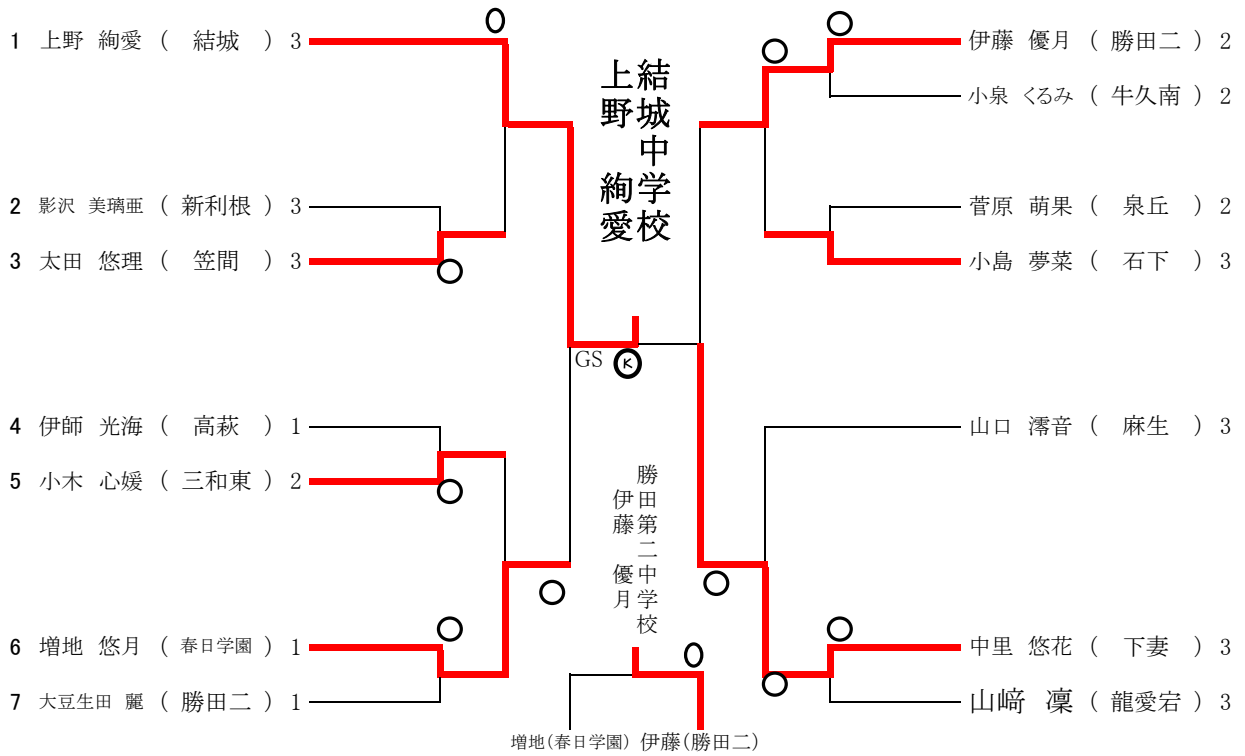 1 上野 絢愛 ( 結城 ) 3
2 影沢 美璃亜 ( 新利根 ) 3
3 太田 悠理 ( 笠間 ) 3
4 伊師 光海 ( 高萩 ) 1
5 小木 心媛 ( 三和東 ) 2
6 増地 悠月 ( 春日学園 ) 1
7 大豆生田 麗 ( 勝田二 ) 1
結城中学校
上野 絢愛
GS
K
勝田第二中学校
伊藤 優月
増地(春日学園) 伊藤(勝田二)
伊藤 優月 ( 勝田二 ) 2
小泉 くるみ ( 牛久南 ) 2
菅原 萌果 ( 泉丘 ) 2
小島 夢菜 ( 石下 ) 3
山口 澪音 ( 麻生 ) 3
中里 悠花 ( 下妻 ) 3
山﨑 凜 ( 龍愛宕 ) 3